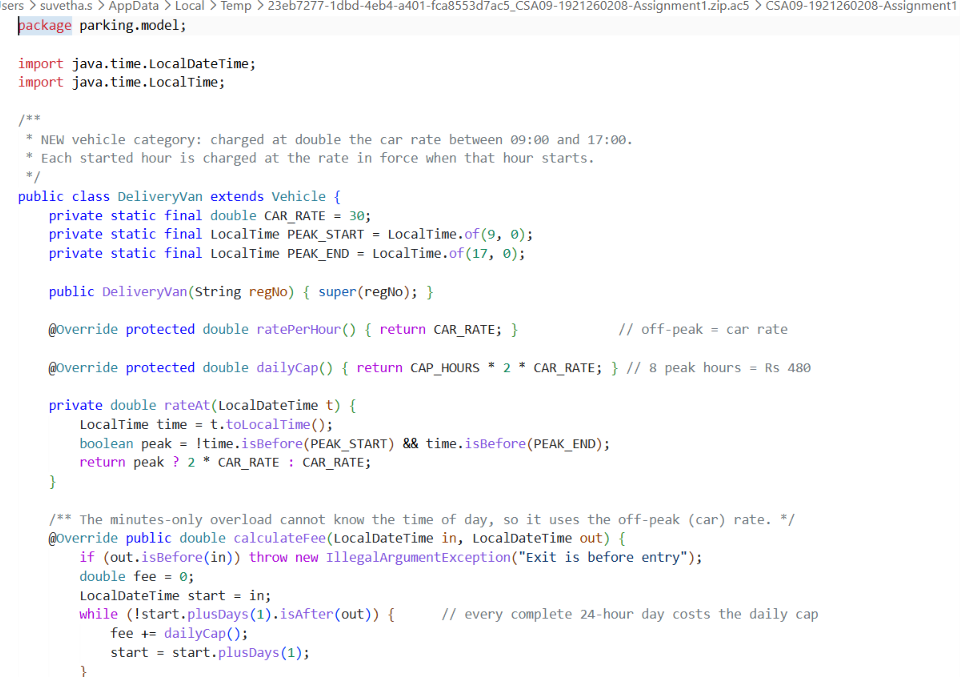 sers > suvetha.s > AppData > Local > Temp > 23eb7277-1dbd-4eb4-a401-fca8553d7ac5_CSA09-1921260208-Assignment1.zip.ac5 > CSA09-1921260208-Assignment1
package parking.model;

import java.time.LocalDateTime;
import java.time.LocalTime;

/**
 * NEW vehicle category: charged at double the car rate between 09:00 and 17:00.
 * Each started hour is charged at the rate in force when that hour starts.
 */
public class DeliveryVan extends Vehicle {
    private static final double CAR_RATE = 30;
    private static final LocalTime PEAK_START = LocalTime.of(9, 0);
    private static final LocalTime PEAK_END = LocalTime.of(17, 0);

    public DeliveryVan(String regNo) { super(regNo); }

    @Override protected double ratePerHour() { return CAR_RATE; }             // off-peak = car rate

    @Override protected double dailyCap() { return CAP_HOURS * 2 * CAR_RATE; } // 8 peak hours = Rs 480

    private double rateAt(LocalDateTime t) {
        LocalTime time = t.toLocalTime();
        boolean peak = !time.isBefore(PEAK_START) && time.isBefore(PEAK_END);
        return peak ? 2 * CAR_RATE : CAR_RATE;
    }

    /** The minutes-only overload cannot know the time of day, so it uses the off-peak (car) rate. */
    @Override public double calculateFee(LocalDateTime in, LocalDateTime out) {
        if (out.isBefore(in)) throw new IllegalArgumentException("Exit is before entry");
        double fee = 0;
        LocalDateTime start = in;
        while (!start.plusDays(1).isAfter(out)) {      // every complete 24-hour day costs the daily cap
            fee += dailyCap();
            start = start.plusDays(1);
        }